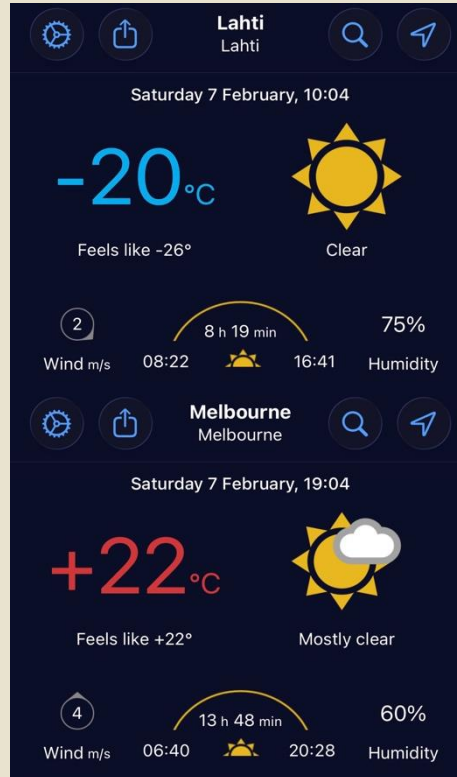 Lahti
Lahti
Saturday 7 February, 10:04
-20°C
Feels like -26°
Clear
2
8 h 19 min
75%
Wind m/s
08:22
16:41
Humidity
Melbourne
Melbourne
Saturday 7 February, 19:04
+22°C
Feels like +22°
Mostly clear
4
13 h 48 min
60%
Wind m/s
06:40
20:28
Humidity